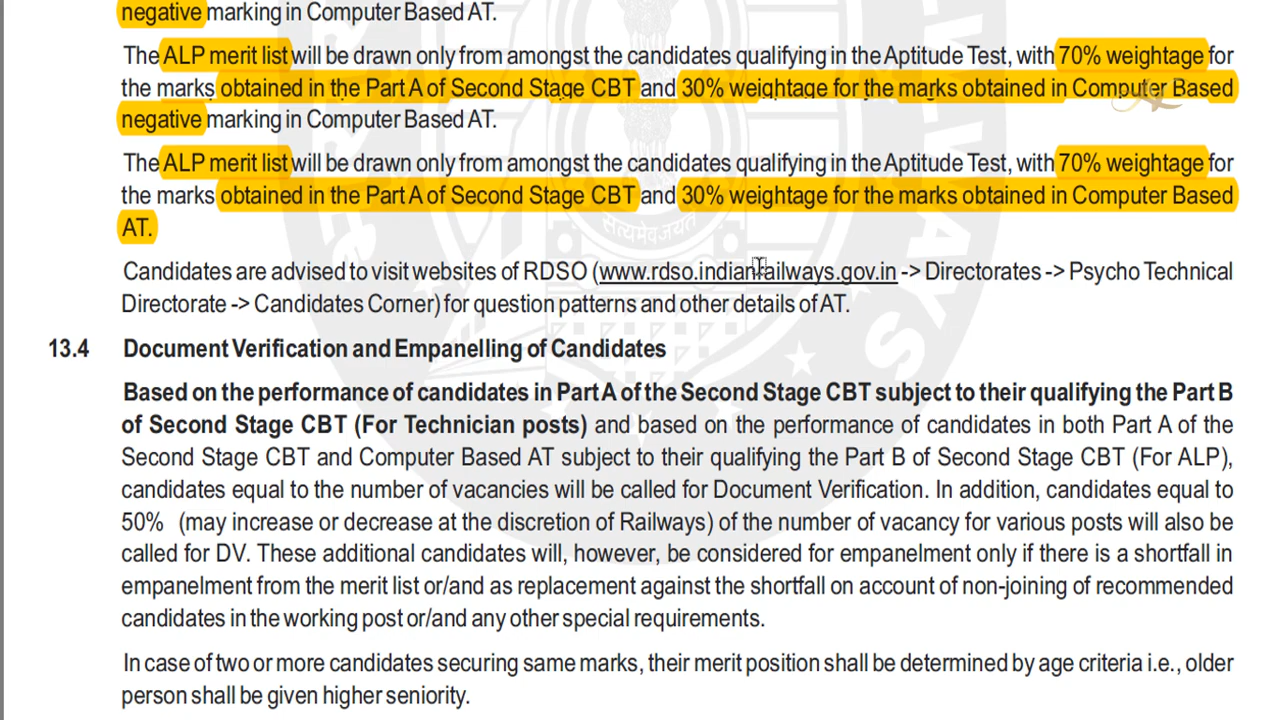 negative marking in Computer Based AT.
The ALP merit list will be drawn only from amongst the candidates qualifying in the Aptitude Test, with 70% weightage for
the marks obtained in the Part A of Second Stage CBT and 30% weightage for the marks obtained in Computer Based
negative marking in Computer Based AT.
The ALP merit list will be drawn only from amongst the candidates qualifying in the Aptitude Test, with 70% weightage for
the marks obtained in the Part A of Second Stage CBT and 30% weightage for the marks obtained in Computer Based
AT.
सत्यमेव जयते
Candidates are advised to visit websites of RDSO (www.rdso.indianrailways.gov.in -> Directorates -> Psycho Technical
Directorate -> Candidates Corner) for question patterns and other details of AT.
13.4 Document Verification and Empanelling of Candidates
Based on the performance of candidates in Part A of the Second Stage CBT subject to their qualifying the Part B
of Second Stage CBT (For Technician posts) and based on the performance of candidates in both Part A of the
Second Stage CBT and Computer Based AT subject to their qualifying the Part B of Second Stage CBT (For ALP),
candidates equal to the number of vacancies will be called for Document Verification. In addition, candidates equal to
50% (may increase or decrease at the discretion of Railways) of the number of vacancy for various posts will also be
called for DV. These additional candidates will, however, be considered for empanelment only if there is a shortfall in
empanelment from the merit list or/and as replacement against the shortfall on account of non-joining of recommended
candidates in the working post or/and any other special requirements.
In case of two or more candidates securing same marks, their merit position shall be determined by age criteria i.e., older
person shall be given higher seniority.